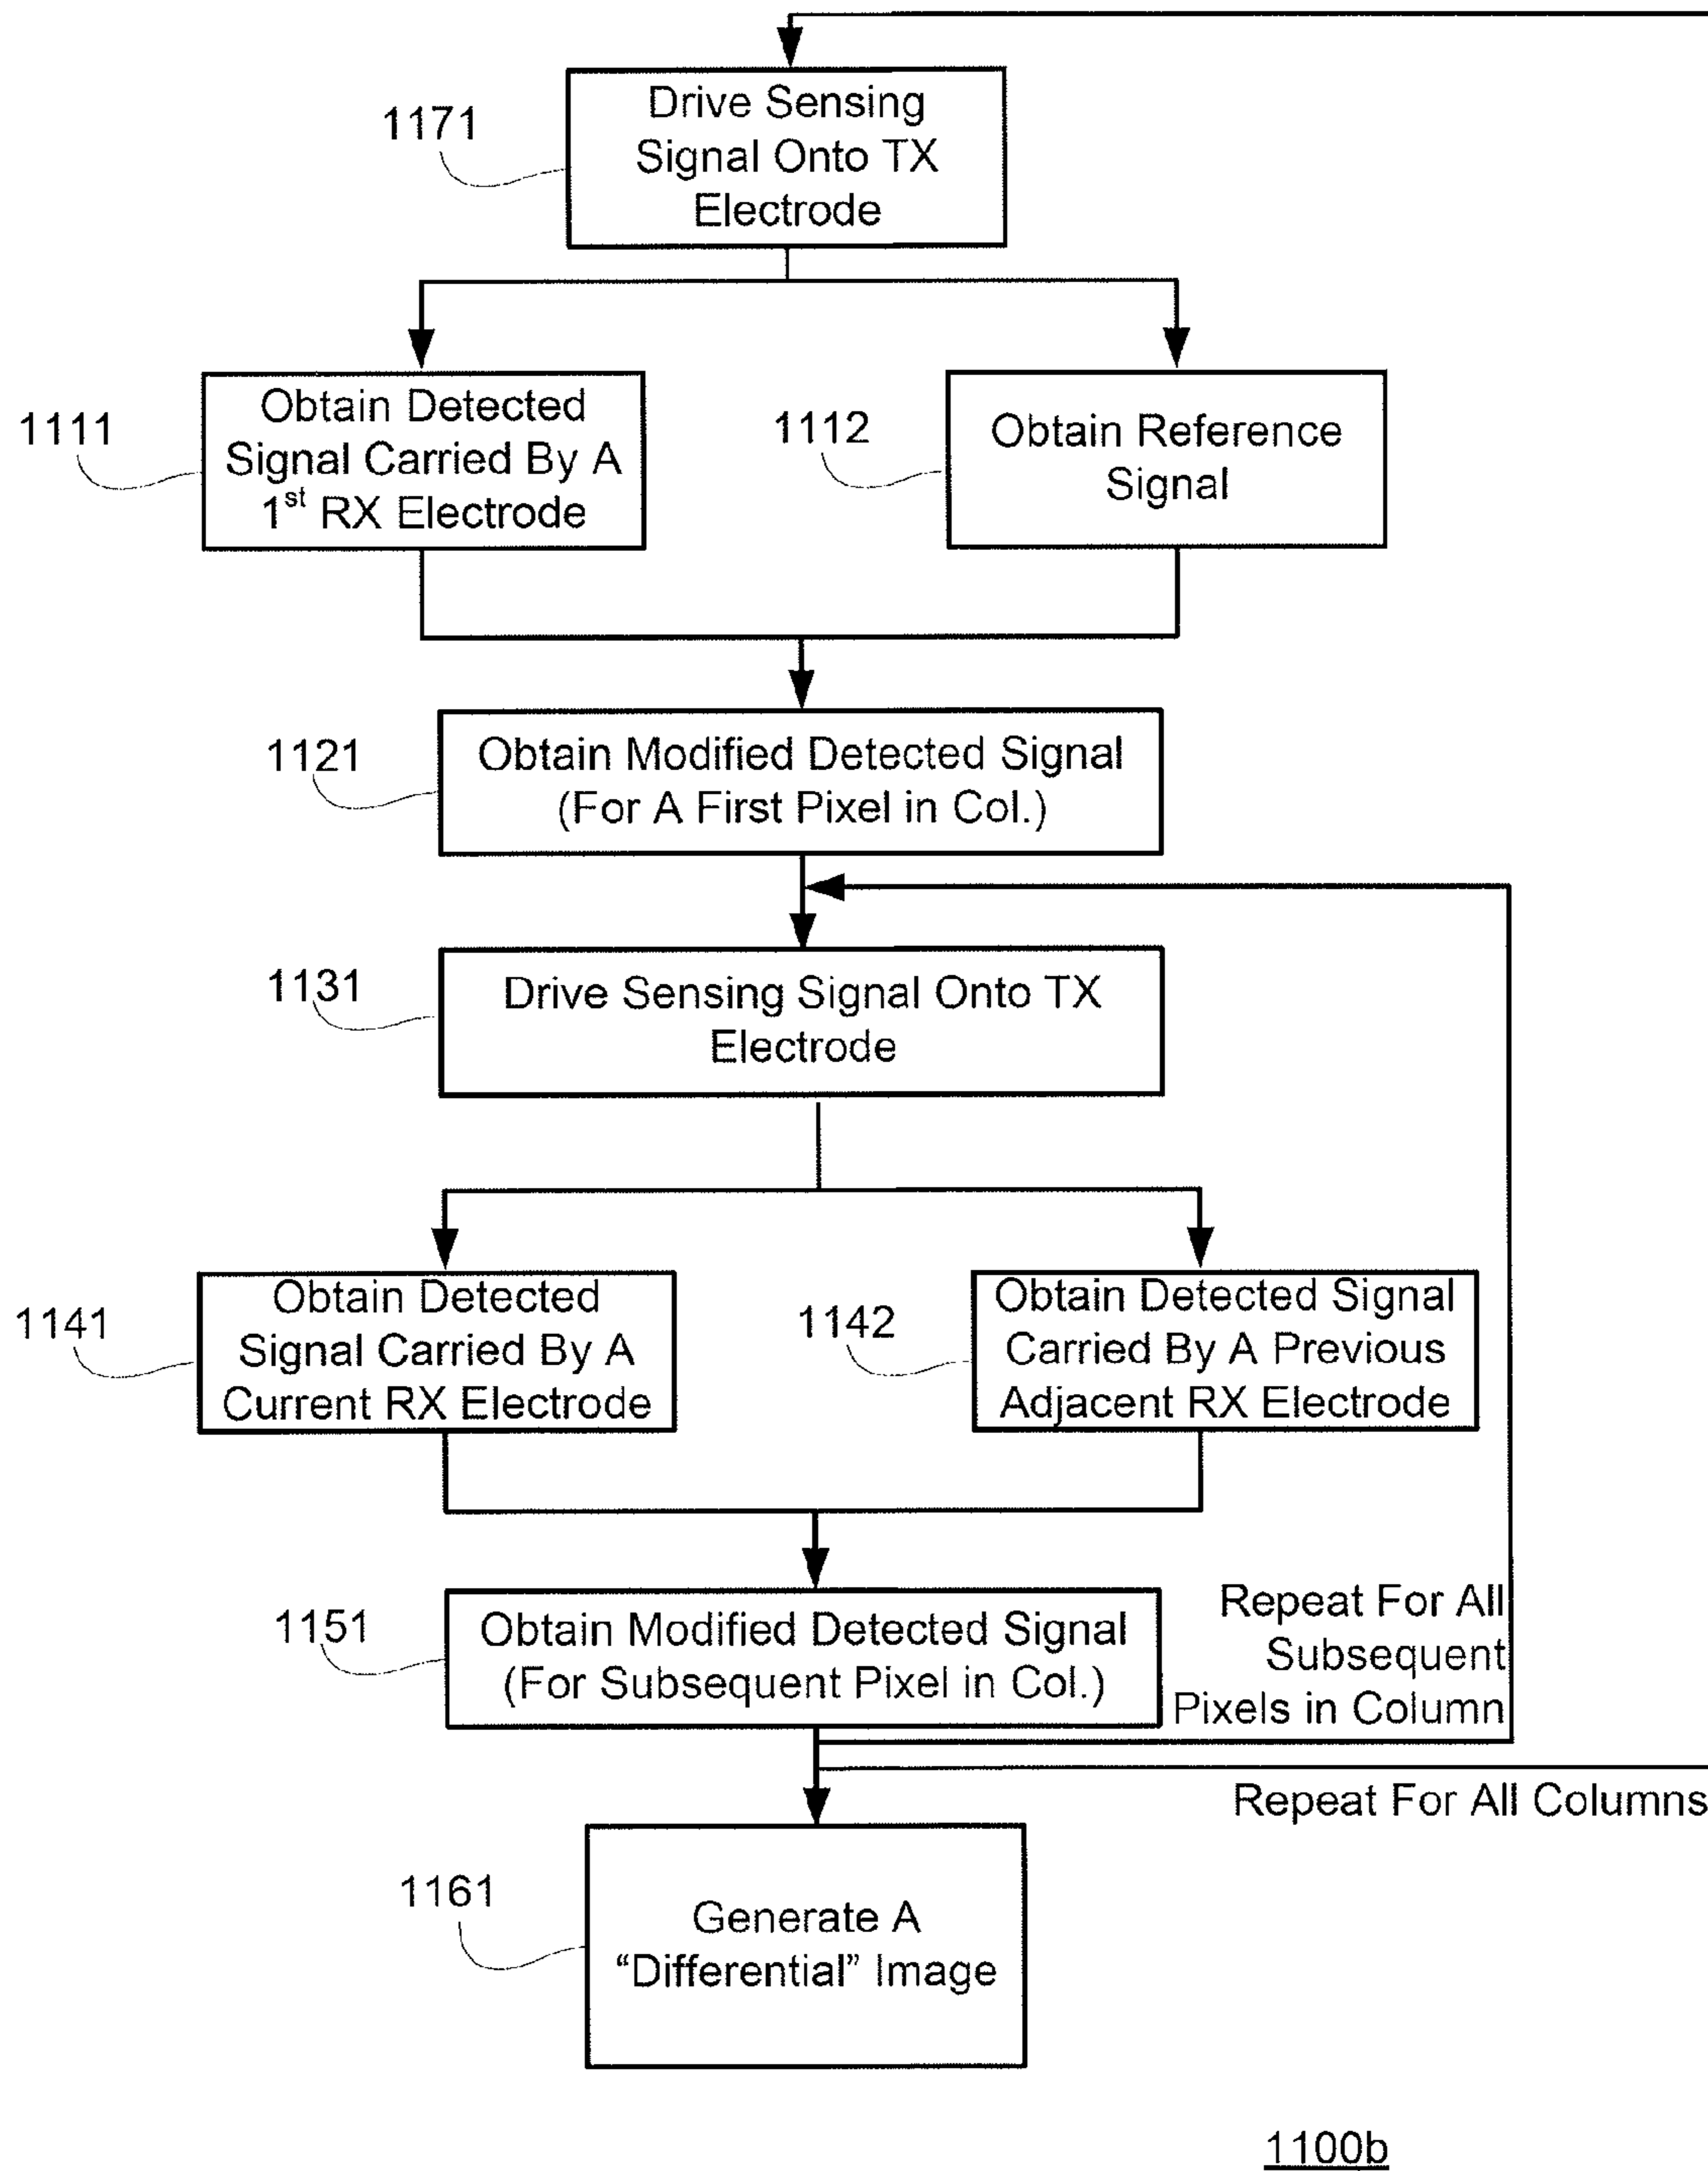 Drive Sensing
Signal Onto TX
Electrode
1171
Obtain Detected
Signal Carried By A
1st RX Electrode
1111
Obtain Reference
Signal
1112
Obtain Modified Detected Signal
(For A First Pixel in Col.)
1121
Drive Sensing Signal Onto TX
Electrode
1131
Obtain Detected
Signal Carried By A
Current RX Electrode
1141
Obtain Detected Signal
Carried By A Previous
Adjacent RX Electrode
1142
Obtain Modified Detected Signal
(For Subsequent Pixel in Col.)
1151
Repeat For All
Subsequent
Pixels in Column
Repeat For All Columns
Generate A
“Differential” Image
1161
1100b